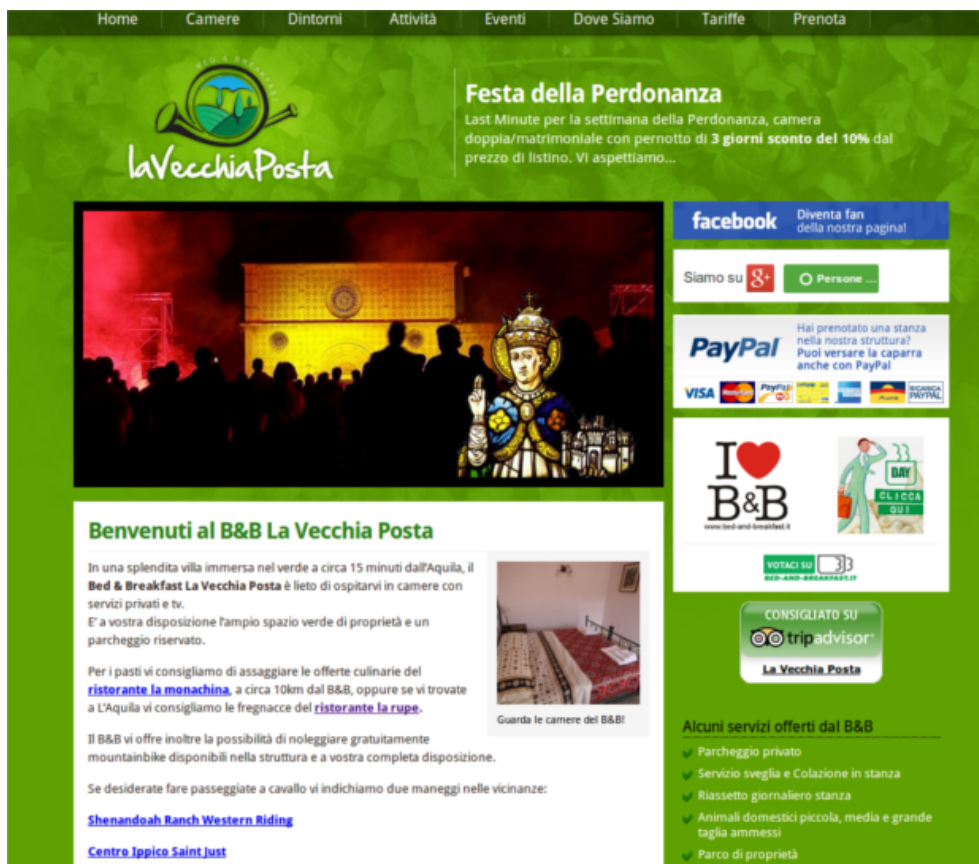 Home Camere Dintorni Attività Eventi Dove Siamo Tariffe Prenota
BED & BREAKFAST
laVecchiaPosta
Festa della Perdonanza
Last Minute per la settimana della Perdonanza, camera
doppia/matrimoniale con pernotto di 3 giorni sconto del 10% dal
prezzo di listino. Vi aspettiamo...
facebook
Diventa fan
della nostra pagina!
Siamo su g+ Persone ...
PayPal
Hai prenotato una stanza
nella nostra struttura?
Puoi versare la caparra
anche con PayPal
VISA MasterCard PayPal Aura RICARICA
PAYPAL
I
B&B
www.bed-and-breakfast.it
33
DAY
CLICCA
QUI
VOTACI SU
BED-AND-BREAKFAST.IT
CONSIGLIATO SU
tripadvisor
La Vecchia Posta
Benvenuti al B&B La Vecchia Posta
In una splendita villa immersa nel verde a circa 15 minuti dall'Aquila, il
Bed & Breakfast La Vecchia Posta è lieto di ospitarvi in camere con
servizi privati e tv.
E' a vostra disposizione l'ampio spazio verde di proprietà e un
parcheggio riservato.
Per i pasti vi consigliamo di assaggiare le offerte culinarie del
ristorante la monachina, a circa 10km dal B&B, oppure se vi trovate
a L'Aquila vi consigliamo le fregnacce del ristorante la rupe.
Guarda le camere del B&B!
Il B&B vi offre inoltre la possibilità di noleggiare gratuitamente
mountainbike disponibili nella struttura e a vostra completa disposizione.
Se desiderate fare passeggiate a cavallo vi indichiamo due maneggi nelle vicinanze:
Shenandoah Ranch Western Riding
Centro Ippico Saint Just
Alcuni servizi offerti dal B&B
Parcheggio privato
Servizio sveglia e Colazione in stanza
Riassetto giornaliero stanza
Animali domestici piccola, media e grande
taglia ammessi
Parco di proprietà